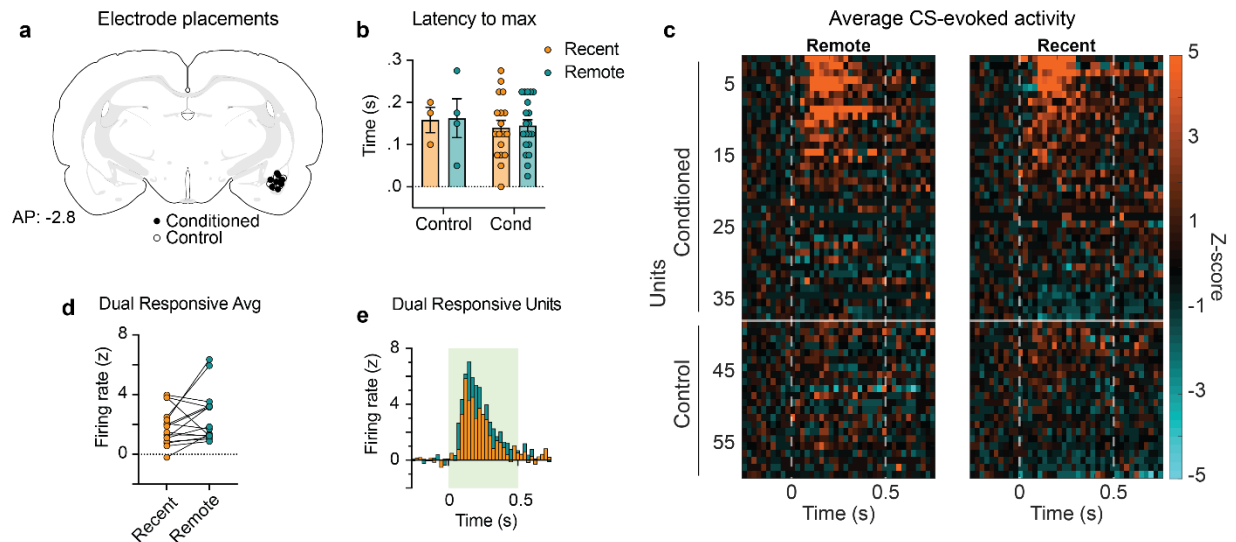 a
Electrode placements
AP: -2.8
Conditioned
Control
b
Latency to max
Recent
Remote
Time (s)
.3
.2
.1
.0
Control
Cond
c
Average CS-evoked activity
Remote
Recent
Units
Condtioned
Control
5
15
25
35
45
55
0
0.5
Time (s)
0
0.5
Time (s)
5
3
1
-1
-3
-5
Z-score
d
Dual Responsive Avg
Firing rate (z)
8
4
0
Recent
Remote
e
Dual Responsive Units
Firing rate (z)
8
4
0
0
0.5
Time (s)